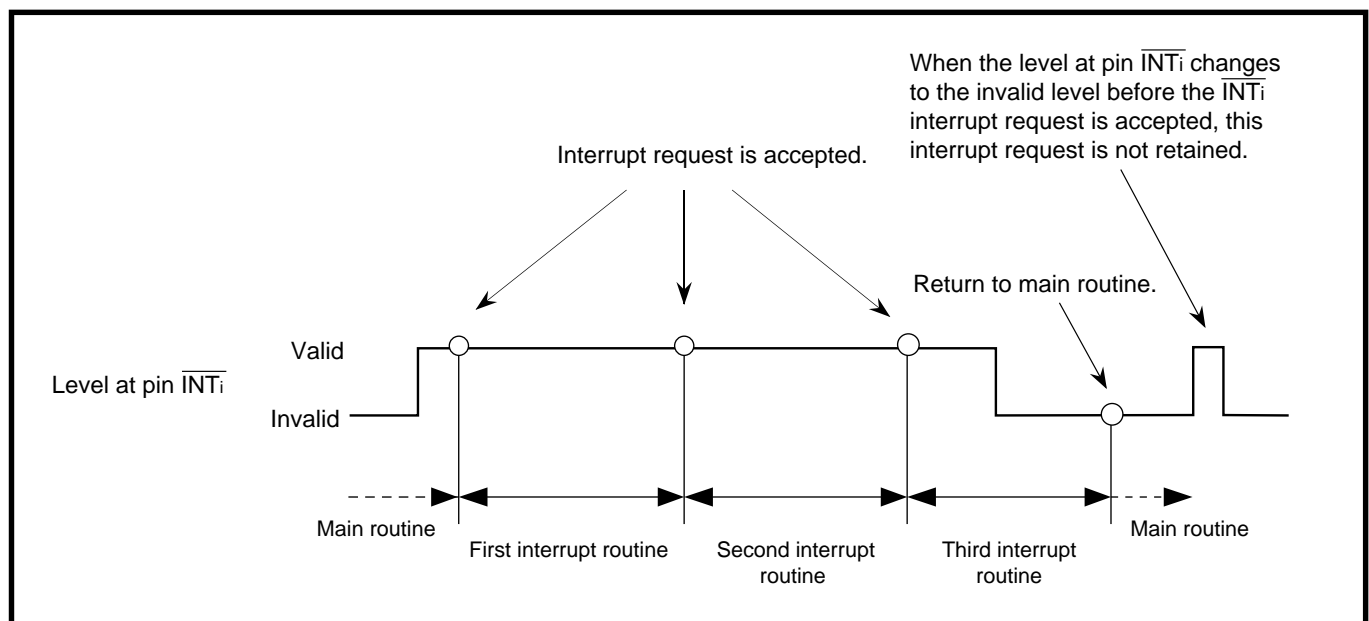 When the level at pin INTi changes
to the invalid level before the INTi
interrupt request is accepted, this
interrupt request is not retained.
Interrupt request is accepted.
Return to main routine.
Valid
Level at pin INTi
Invalid
Main routine
First interrupt routine
Second interrupt
routine
Third interrupt
routine
Main routine